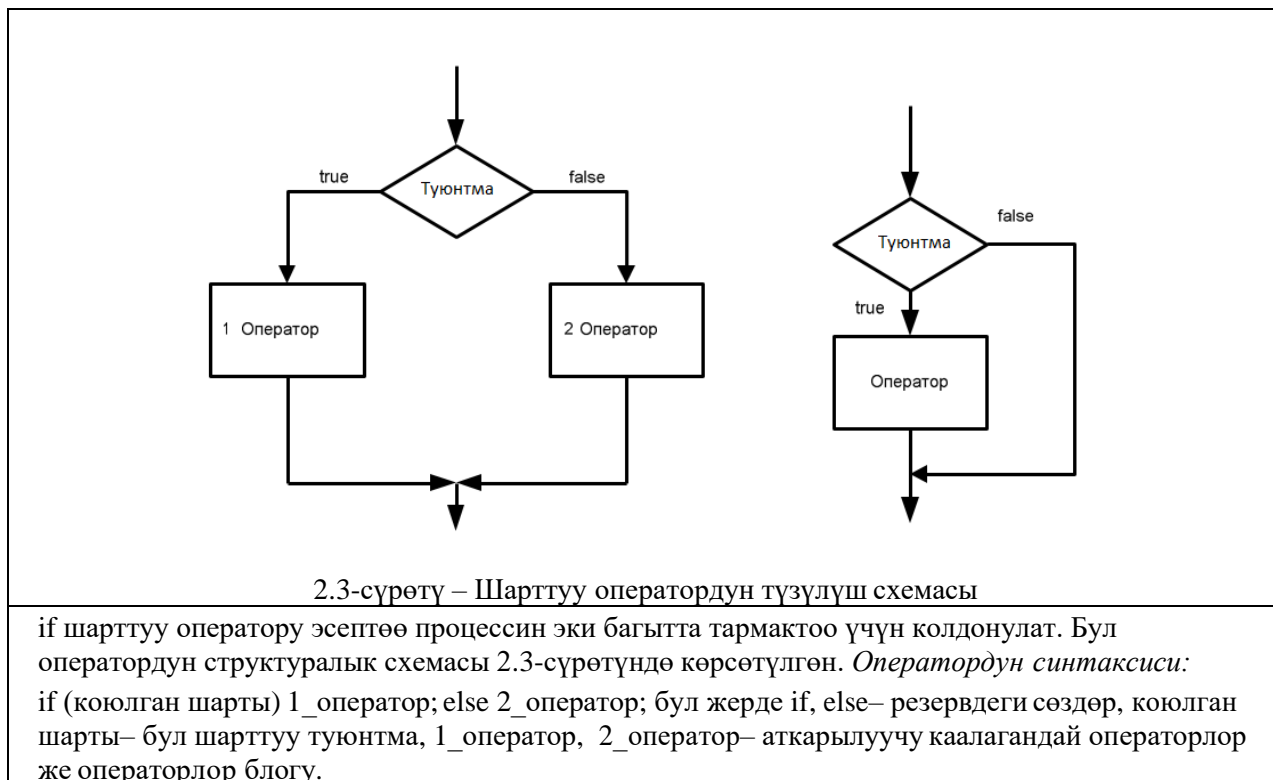 true
Туюнтма
false
1 Оператор
2 Оператор
false
Туюнтма
true
Оператор
2.3-сүрөтү – Шарттуу оператордун түзүлүш схемасы
if шарттуу оператору эсептөө процессин эки багытта тармактоо үчүн колдонулат. Бул
оператордун структуралык схемасы 2.3-сүрөтүндө көрсөтүлгөн. Оператордун синтаксиси:
if (коюлган шарты) 1_оператор; else 2_оператор; бул жерде if, else– резервдеги сөздөр, коюлган
шарты– бул шарттуу туюнтма, 1_оператор, 2_оператор– аткарылуучу каалагандай операторлор
же операторлор блогу.